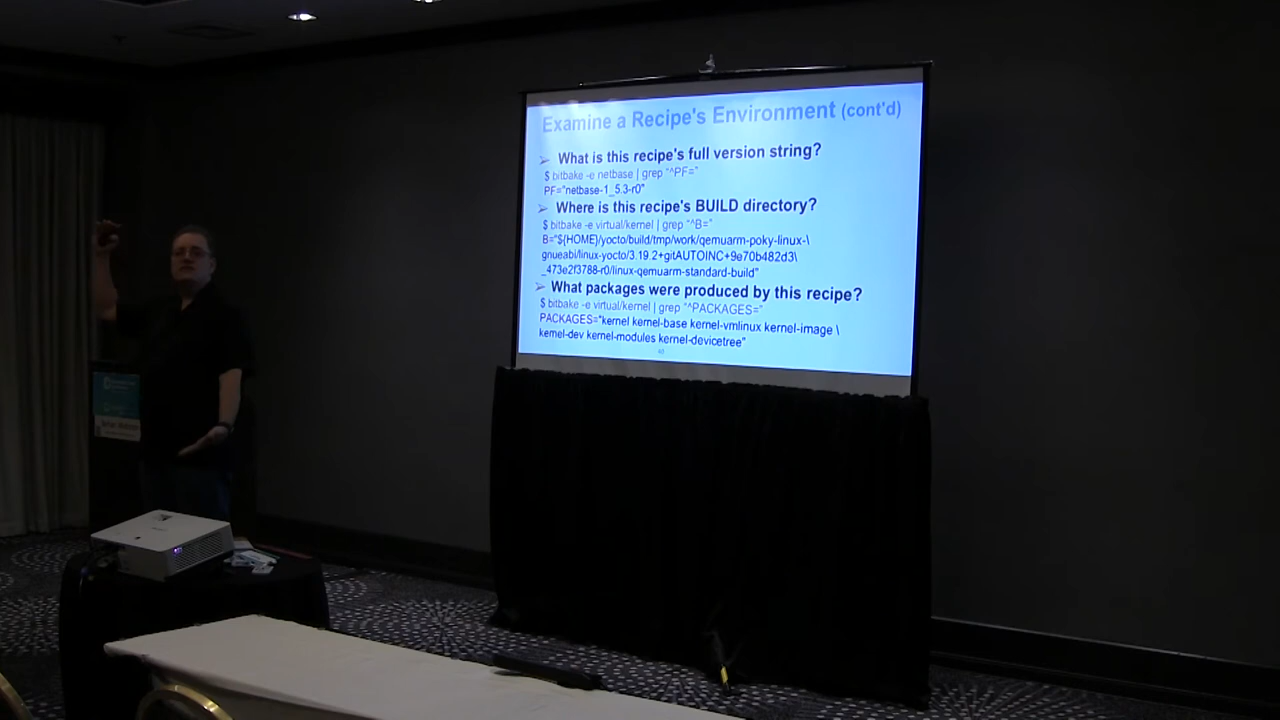 Examine a Recipe's Environment (cont'd)
➢ What is this recipe's full version string?
$ bitbake -e netbase | grep "^PF="
PF="netbase-1_5.3-r0"
➢ Where is this recipe's BUILD directory?
$ bitbake -e virtual/kernel | grep "^B="
B="${HOME}/yocto/build/tmp/work/qemuarm-poky-linux-\
gnueabi/linux-yocto/3.19.2+gitAUTOINC+9e70b482d3\
_473e2f3788-r0/linux-qemuarm-standard-build"
➢ What packages were produced by this recipe?
$ bitbake -e virtual/kernel | grep "^PACKAGES="
PACKAGES="kernel kernel-base kernel-vmlinux kernel-image \
kernel-dev kernel-modules kernel-devicetree"